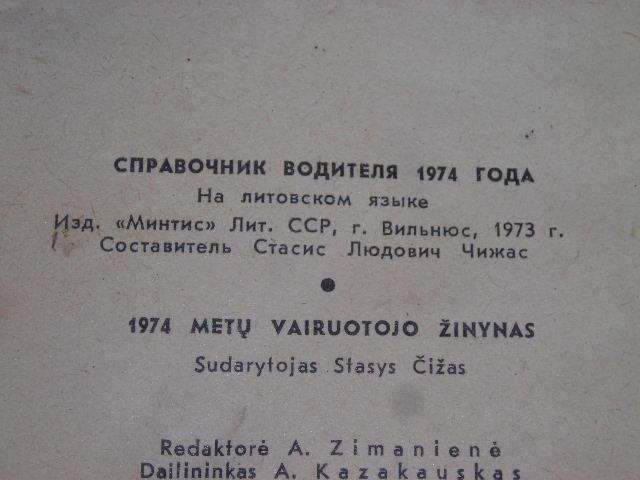 СПРАВОЧНИК ВОДИТЕЛЯ 1974 ГОДА
На литовском языке
Изд. «Минтис» Лит. ССР, г. Вильнюс, 1973 г.
Составитель Стасис Людович Чижас
●
1974 METŲ VAIRUOTOJO ŽINYNAS
Sudarytojas Stasys Čižas
Redaktorė A. Zimanienė
Dailininkas A. Kazakauskas